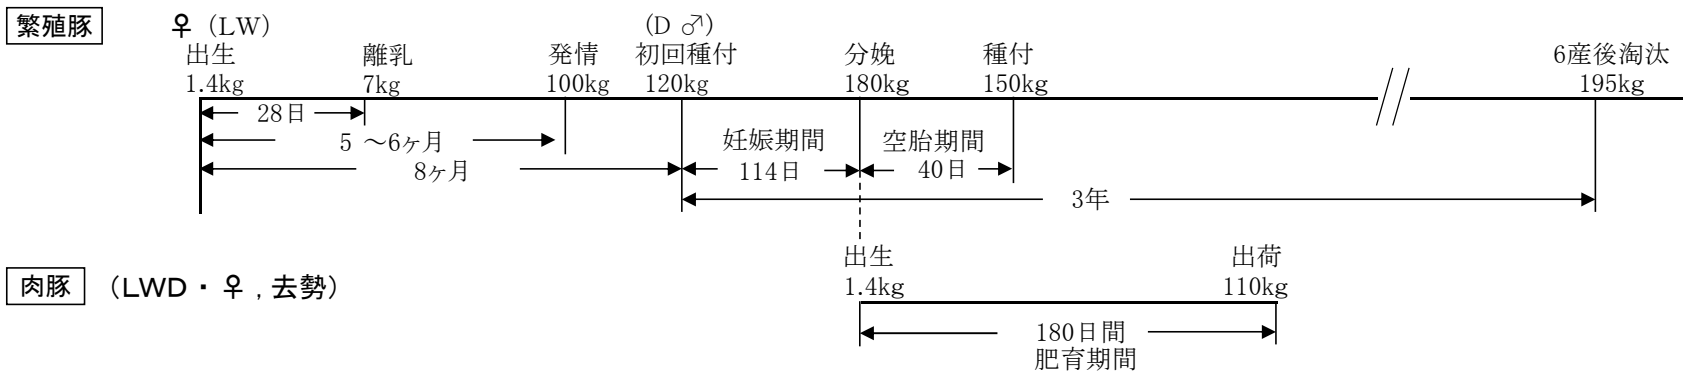 繁殖豚
♀ (LW)
(D ♂)
出生 離乳 発情 初回種付 分娩 種付 6産後淘汰
1.4kg 7kg 100kg 120kg 180kg 150kg 195kg
28日
5 ～6ヶ月 妊娠期間 空胎期間
8ヶ月 114日 40日
3年
出生 出荷
肉豚 (LWD・♀,去勢)
1.4kg 110kg
180日間
肥育期間